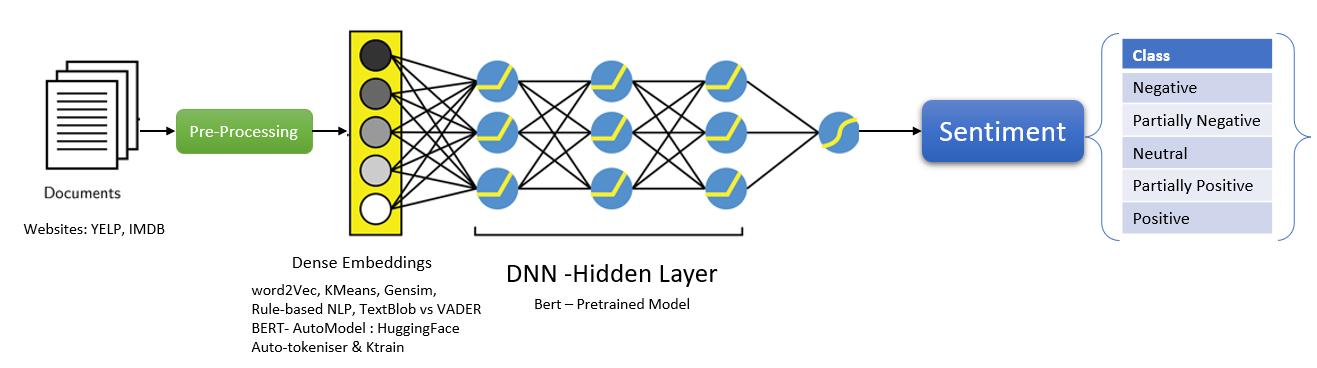 Documents
Websites: YELP, IMDB
Pre-Processing
Dense Embeddings
word2Vec, KMeans, Gensim,
Rule-based NLP, TextBlob vs VADER
BERT- AutoModel : HuggingFace
Auto-tokeniser & Ktrain
DNN -Hidden Layer
Bert – Pretrained Model
Sentiment
Class
Negative
Partially Negative
Neutral
Partially Positive
Positive